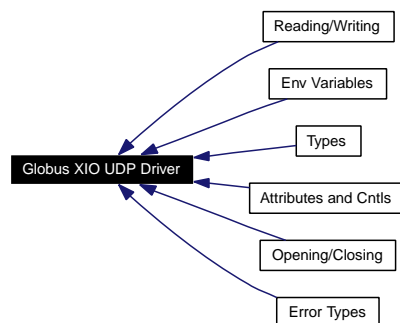 Reading/Writing
Env Variables
Types
Globus XIO UDP Driver
Attributes and Cntls
Opening/Closing
Error Types